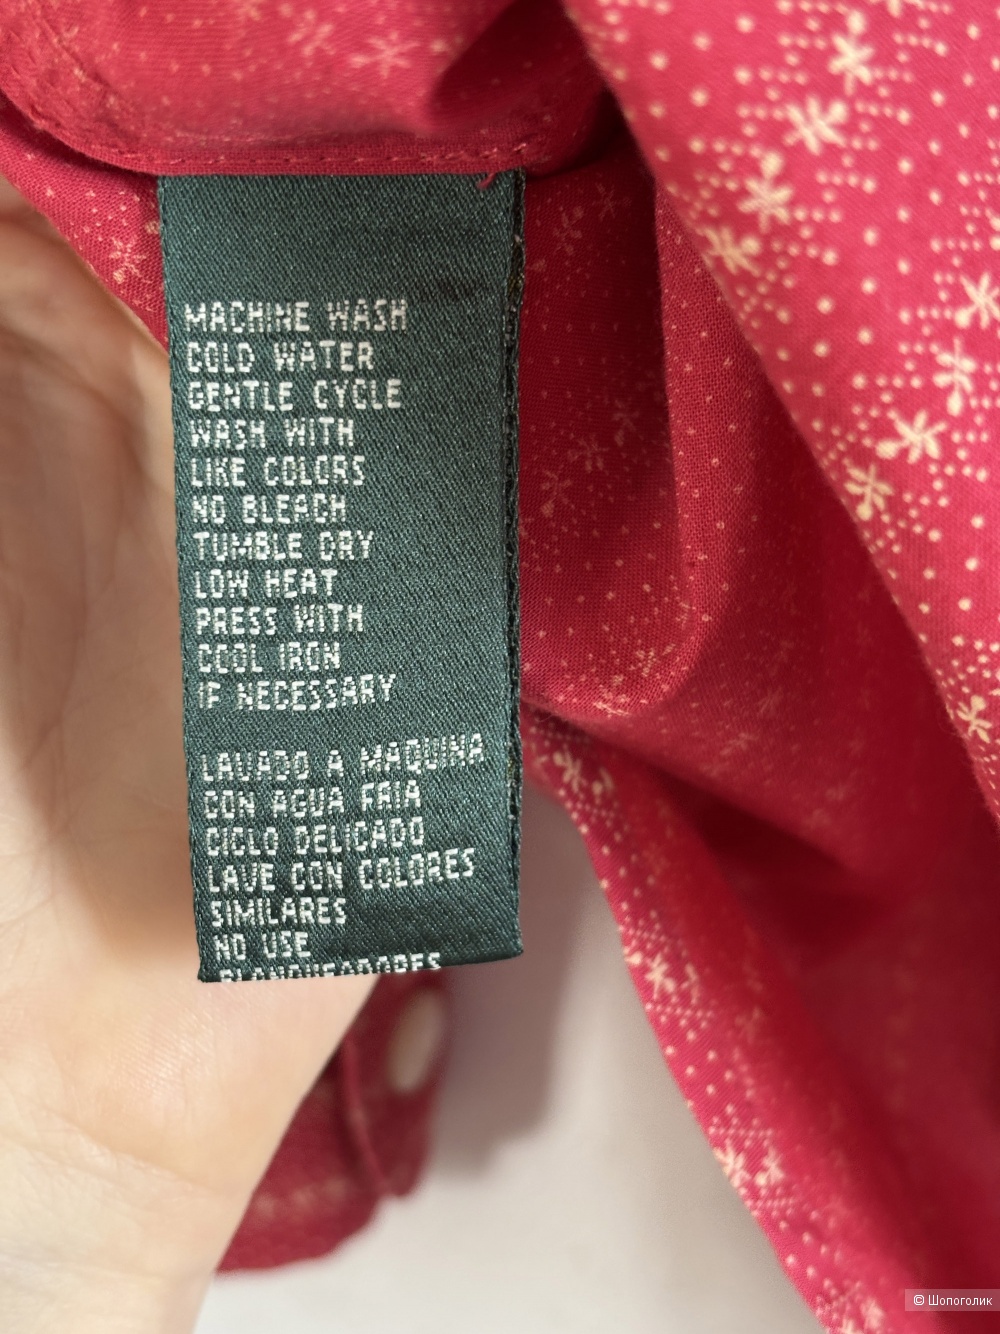 MACHINE WASH
COLD WATER
GENTLE CYCLE
WASH WITH
LIKE COLORS
NO BLEACH
TUMBLE DRY
LOW HEAT
PRESS WITH
COOL IRON
IF NECESSARY
LAVADO A MAQUINA
CON AGUA FRIA
CICLO DELICADO
LAVE CON COLORES
SIMILARES
NO USE
BLANQUEADORES
© Шопоголик